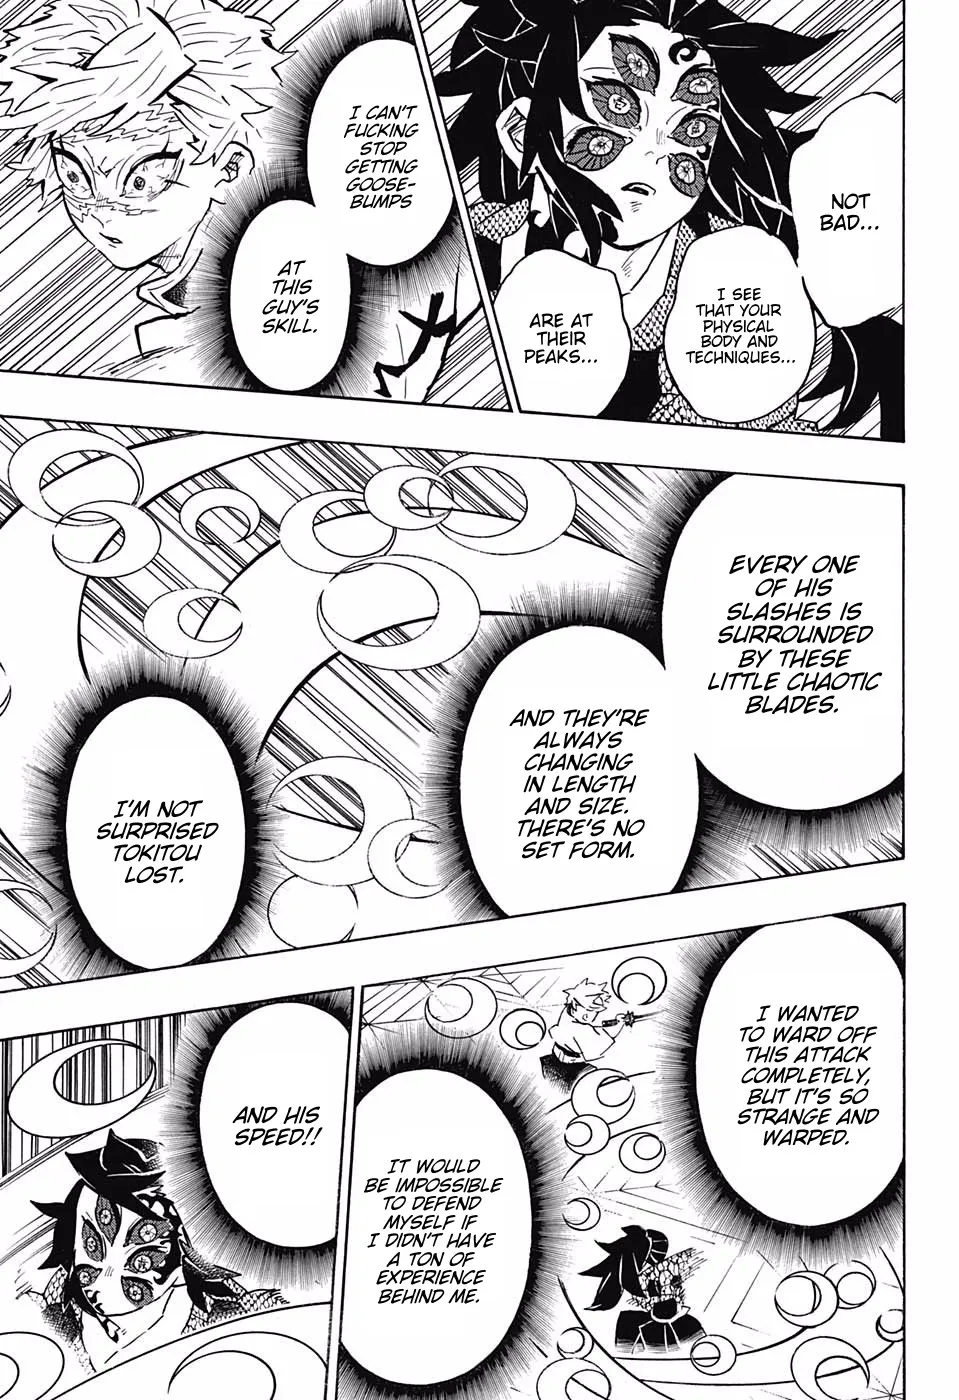 NOT
BAD...
I SEE
THAT YOUR
PHYSICAL
BODY AND
TECHNIQUES...
ARE AT
THEIR
PEAKS...
I CAN'T
FUCKING
STOP
GETTING
GOOSE-
BUMPS
AT
THIS
GUY'S
SKILL.
EVERY ONE
OF HIS
SLASHES IS
SURROUNDED
BY THESE
LITTLE CHAOTIC
BLADES.
AND THEY'RE
ALWAYS
CHANGING
IN LENGTH
AND SIZE.
THERE'S NO
SET FORM.
I'M NOT
SURPRISED
TOKITOU
LOST.
I WANTED
TO WARD OFF
THIS ATTACK
COMPLETELY,
BUT IT'S SO
STRANGE AND
WARPED.
IT WOULD
BE IMPOSSIBLE
TO DEFEND
MYSELF IF
I DIDN'T HAVE
A TON OF
EXPERIENCE
BEHIND ME.
AND HIS
SPEED!!